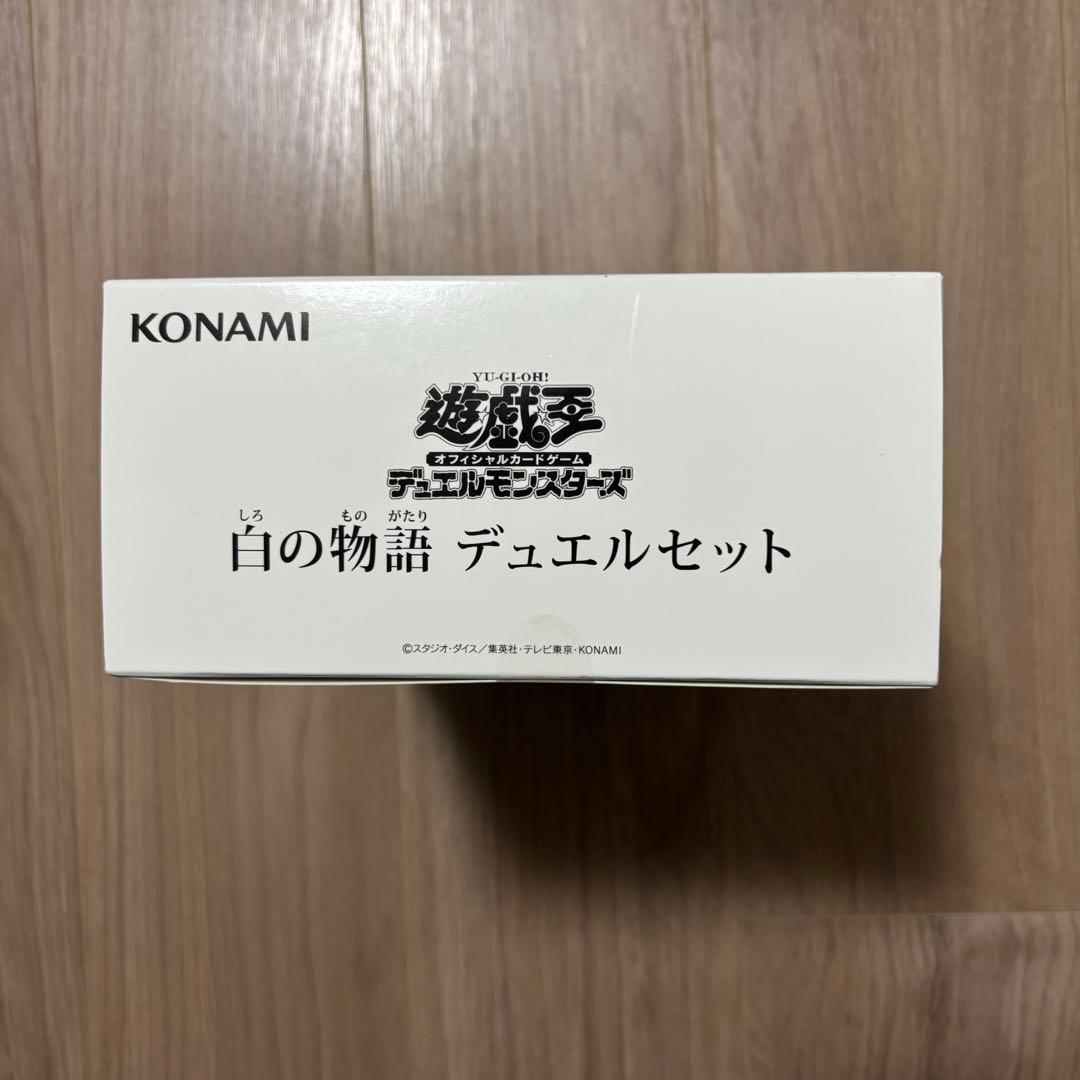 KONAMI
YU-GI-OH!
遊戯王
オフィシャルカードゲーム
デュエルモンスターズ
しろ もの がたり
白の物語 デュエルセット
©スタジオ・ダイス/集英社・テレビ東京・KONAMI